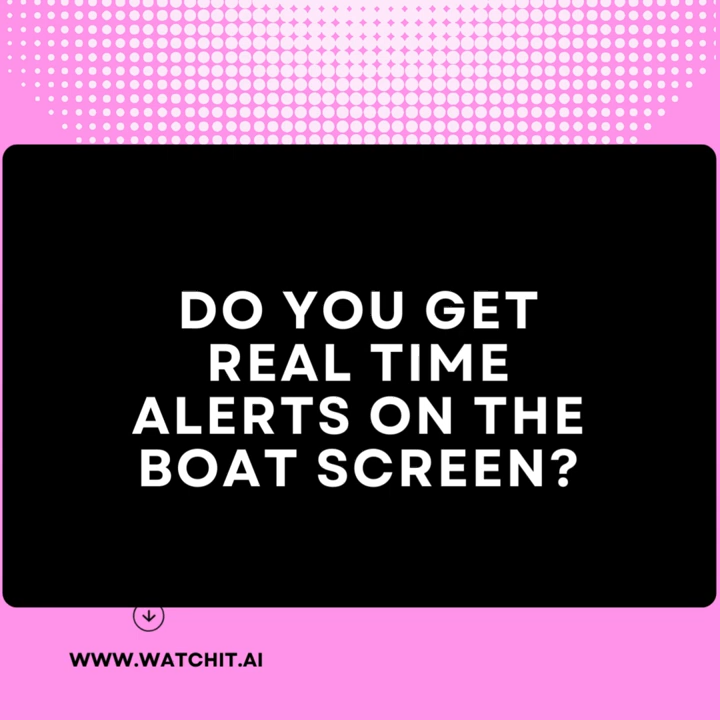 DO YOU GET
REAL TIME
ALERTS ON THE
BOAT SCREEN?
WWW.WATCHIT.AI